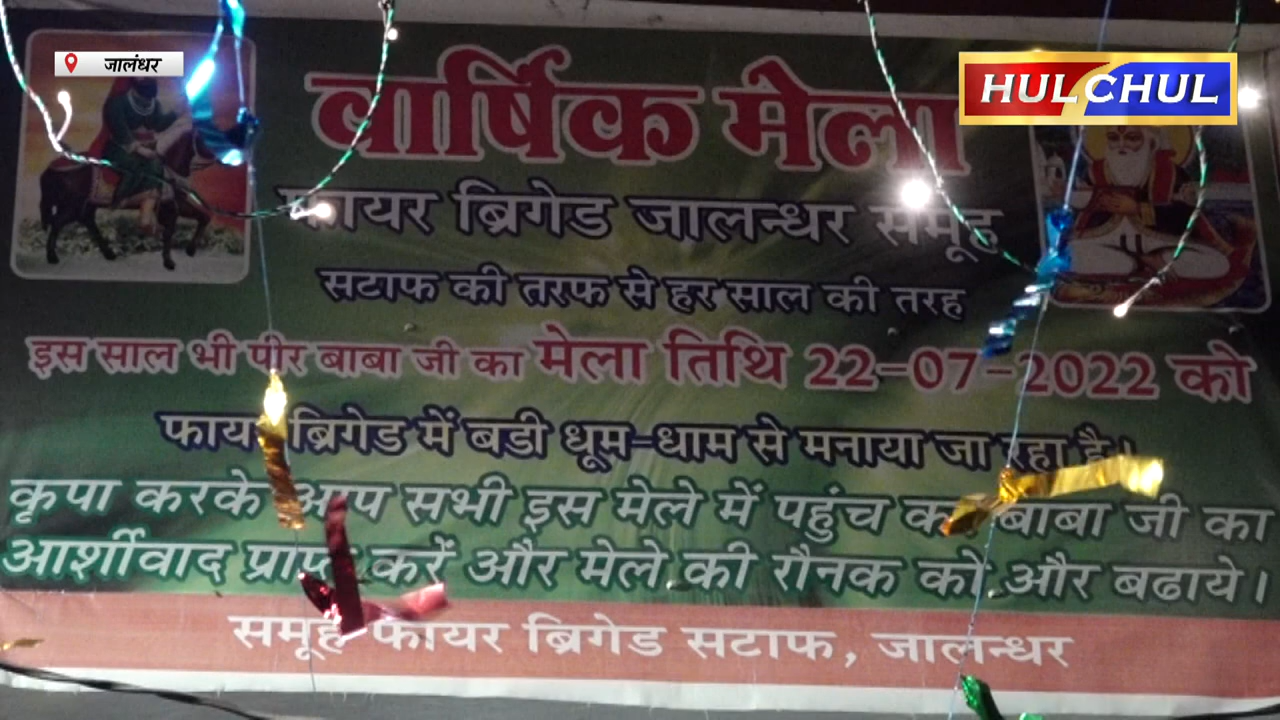 जालंधर
HULCHUL
वार्षिक मेला
फायर ब्रिगेड जालन्धर समूह
सटाफ की तरफ से हर साल की तरह
इस साल भी पीर बाबा जी का मेला तिथि 22-07-2022 को
फायर ब्रिगेड में बडी धूम-धाम से मनाया जा रहा है।
कृपा करके आप सभी इस मेले में पहुंच कर बाबा जी का
आर्शीवाद प्राप्त करें और मेले की रौनक को और बढाये।
समूह फायर ब्रिगेड सटाफ, जालन्धर